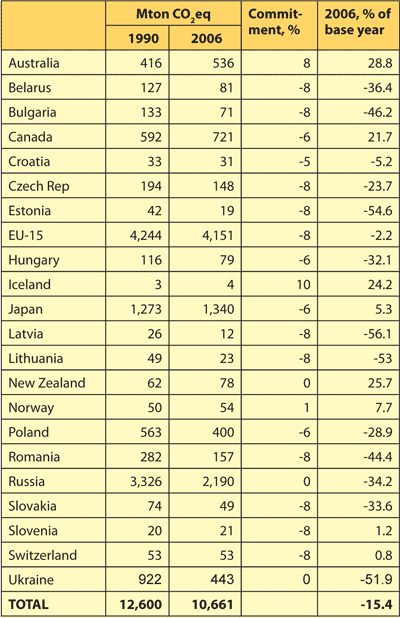 Mton CO2eq Commit- 2006, % of
1990 2006 ment, % base year
Australia 416 536 8 28.8
Belarus 127 81 -8 -36.4
Bulgaria 133 71 -8 -46.2
Canada 592 721 -6 21.7
Croatia 33 31 -5 -5.2
Czech Rep 194 148 -8 -23.7
Estonia 42 19 -8 -54.6
EU-15 4,244 4,151 -8 -2.2
Hungary 116 79 -6 -32.1
Iceland 3 4 10 24.2
Japan 1,273 1,340 -6 5.3
Latvia 26 12 -8 -56.1
Lithuania 49 23 -8 -53
New Zealand 62 78 0 25.7
Norway 50 54 1 7.7
Poland 563 400 -6 -28.9
Romania 282 157 -8 -44.4
Russia 3,326 2,190 0 -34.2
Slovakia 74 49 -8 -33.6
Slovenia 20 21 -8 1.2
Switzerland 53 53 -8 0.8
Ukraine 922 443 0 -51.9
TOTAL 12,600 10,661 -15.4